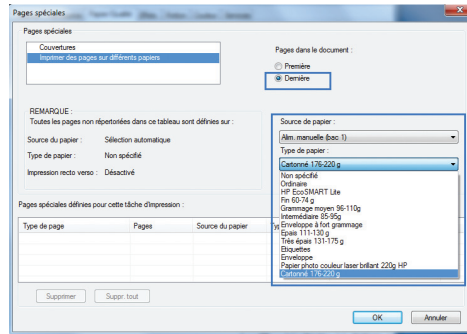 Pages spéciales
Pages spéciales
Couvertures
Imprimer des pages sur différents papiers
Pages dans le document :
Première
Dernière
REMARQUE :
Toutes les pages non répertoriées dans ce tableau sont définies sur :
Source du papier : Sélection automatique
Type de papier : Non spécifié
Impression recto verso : Désactivé
Source de papier :
Alim. manuelle (bac 1)
Type de papier :
Cartonné 176-220 g
Non spécifié
Ordinaire
HP EcoSMART Lite
Fin 60-74 g
Grammage moyen 96-110g
Intermédiaire 85-95g
Enveloppe à fort grammage
Epais 111-130 g
Très épais 131-175 g
Etiquettes
Enveloppe
Papier photo couleur laser brillant 220g HP
Cartonné 176-220 g
Pages spéciales définies pour cette tâche d'impression :
Type de page Pages Source du papier
Supprimer Suppr. tout
OK Annuler